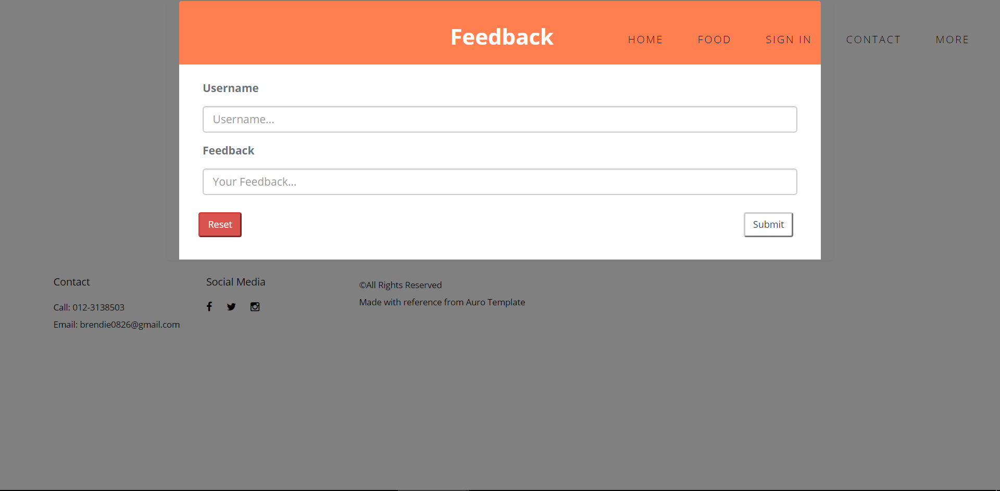 Feedback
HOME FOOD SIGN IN CONTACT MORE
Username
Username...
Feedback
Your Feedback...
Reset Submit
Contact
Call: 012-3138503
Email: brendie0826@gmail.com
Social Media
©All Rights Reserved
Made with reference from Auro Template